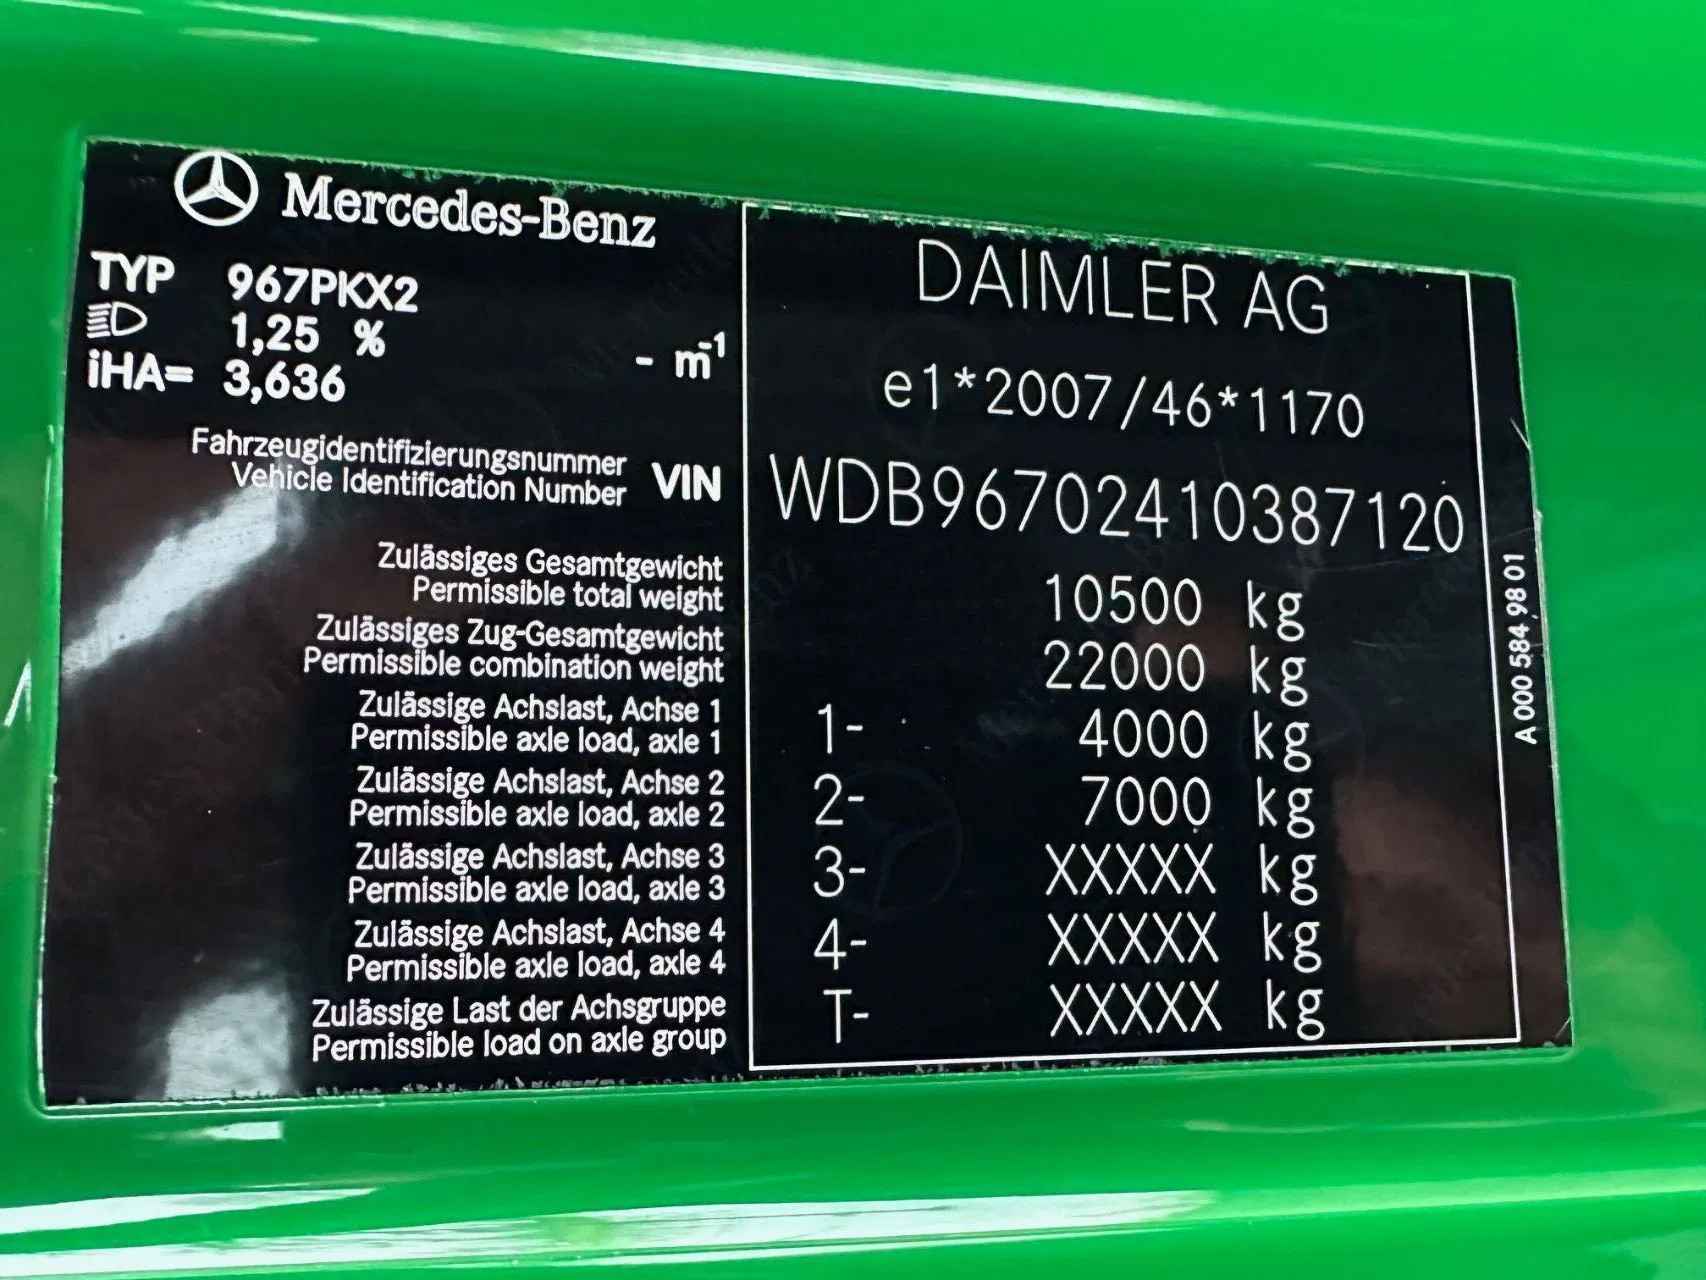 Mercedes-Benz
TYP 967PKX2
1,25 %
iHA= 3,636 - m-1
Fahrzeugidentifizierungsnummer
Vehicle Identification Number VIN
Zulässiges Gesamtgewicht
Permissible total weight
Zulässiges Zug-Gesamtgewicht
Permissible combination weight
Zulässige Achslast, Achse 1
Permissible axle load, axle 1
Zulässige Achslast, Achse 2
Permissible axle load, axle 2
Zulässige Achslast, Achse 3
Permissible axle load, axle 3
Zulässige Achslast, Achse 4
Permissible axle load, axle 4
Zulässige Last der Achsgruppe
Permissible load on axle group
DAIMLER AG
e1*2007/46*1170
WDB96702410387120
10500 kg
22000 kg
1- 4000 kg
2- 7000 kg
3- XXXXX kg
4- XXXXX kg
T- XXXXX kg
A 000 584 98 01